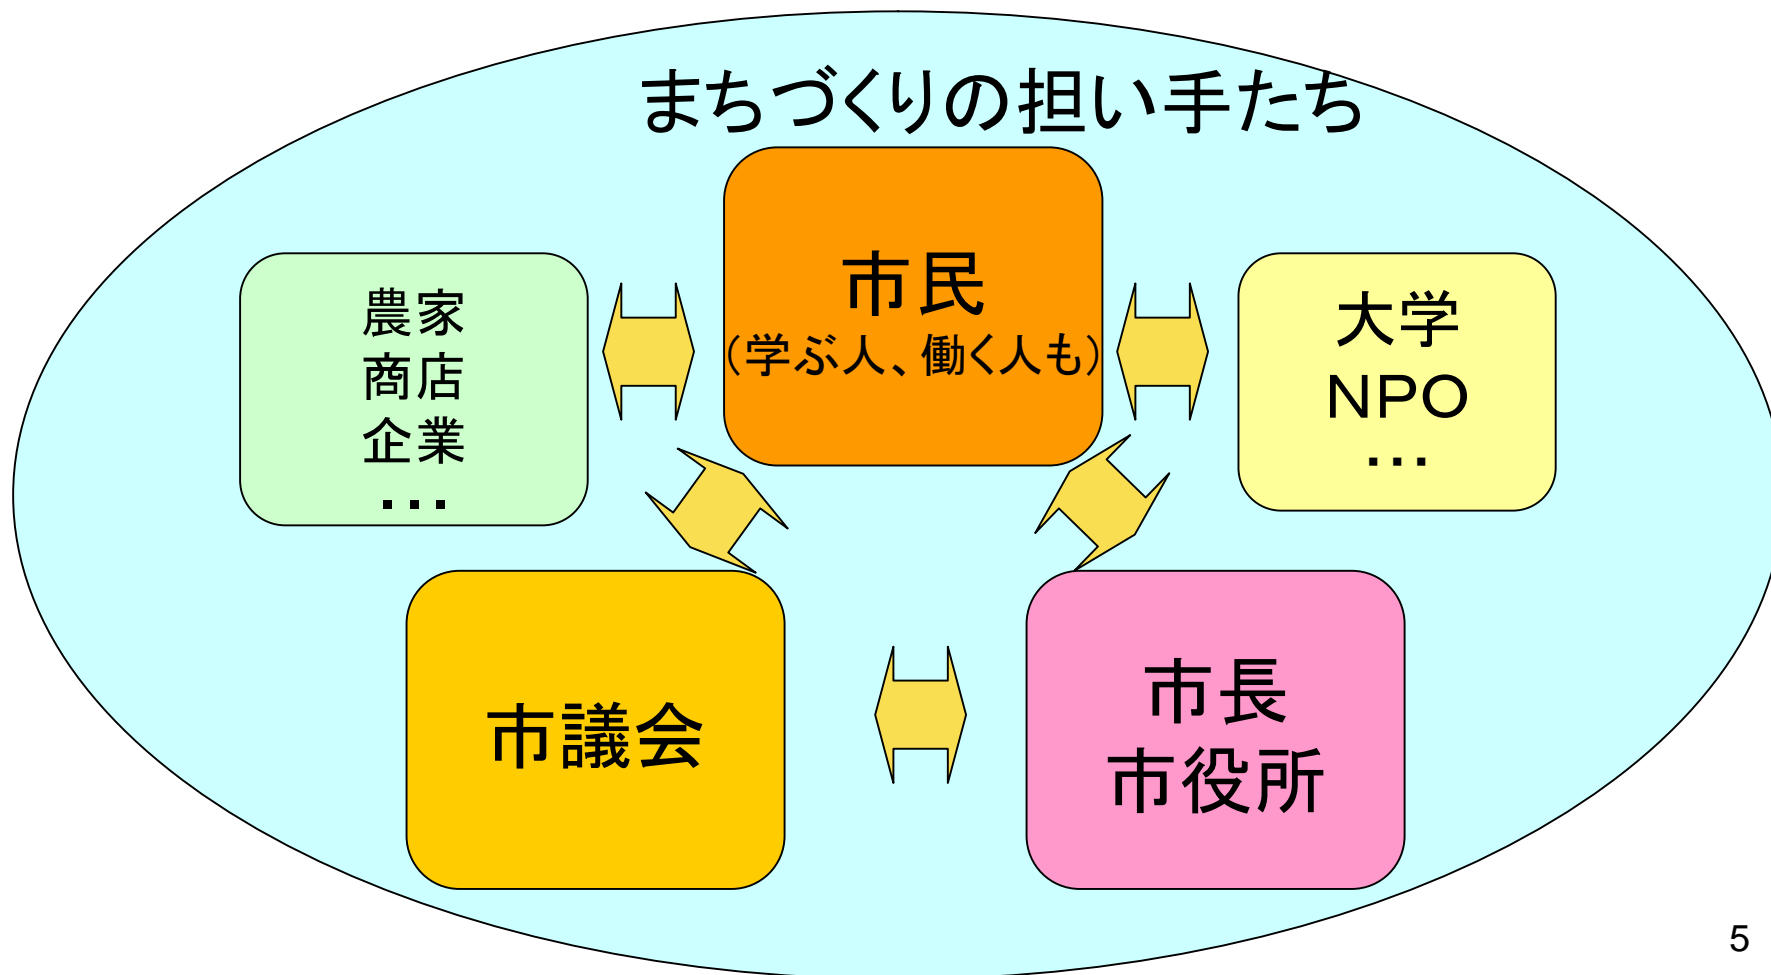 まちづくりの担い手たち
市民
(学ぶ人、働く人も)
農家
商店
企業
・・・
大学
NPO
・・・
市議会
市長
市役所
5